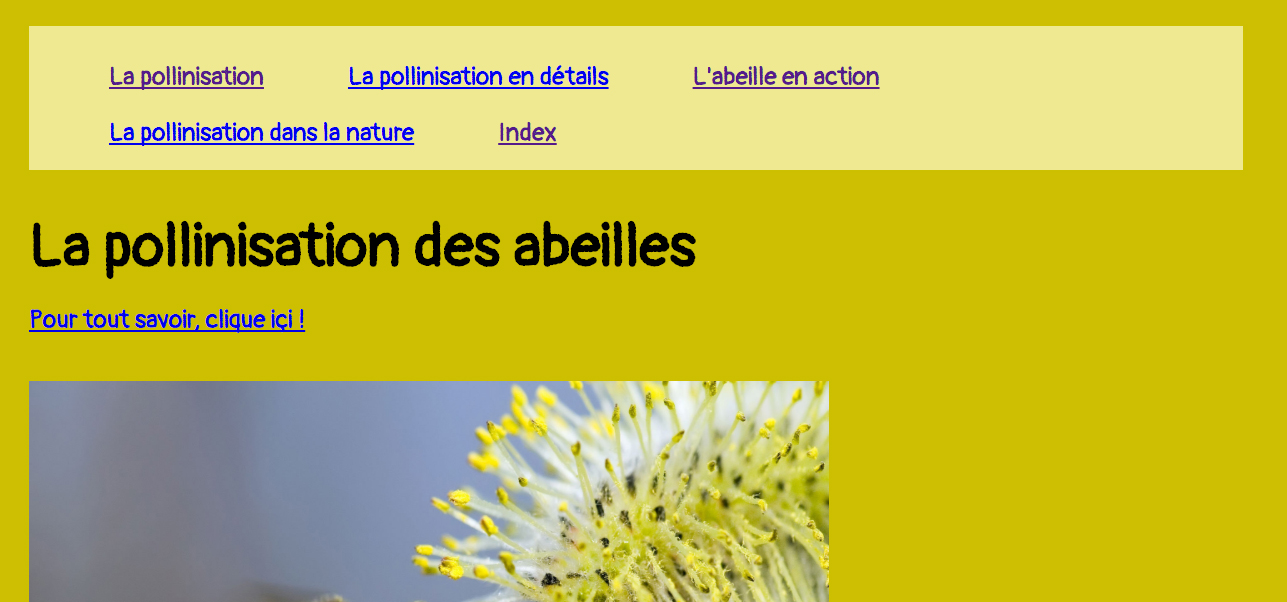 La pollinisation La pollinisation en détails L'abeille en action
La pollinisation dans la nature Index
La pollinisation des abeilles
Pour tout savoir, clique içi !